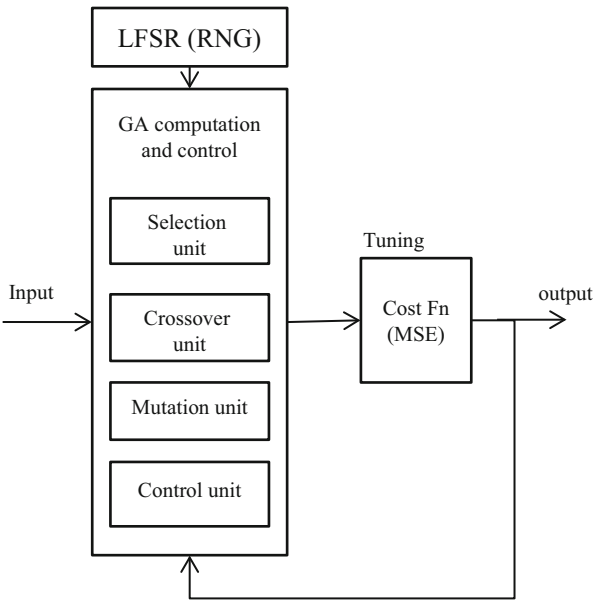 LFSR (RNG)
GA computation
and control
Selection
unit
Tuning
Input
Crossover
unit
Cost Fn
(MSE)
output
Mutation unit
Control unit